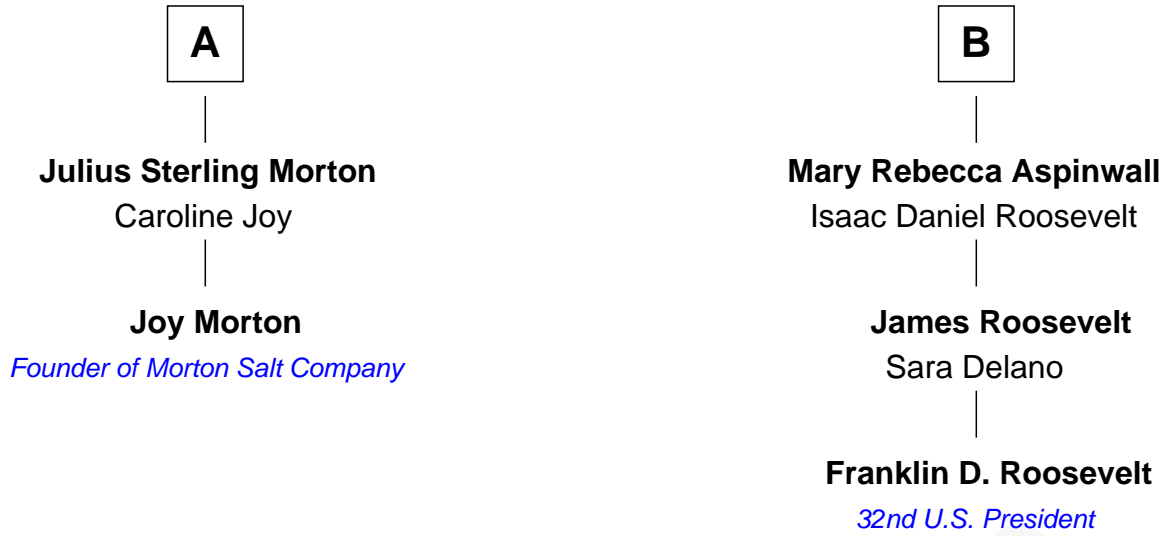 A
Julius Sterling Morton
Caroline Joy
Joy Morton
Founder of Morton Salt Company
B
Mary Rebecca Aspinwall
Isaac Daniel Roosevelt
James Roosevelt
Sara Delano
Franklin D. Roosevelt
32nd U.S. President